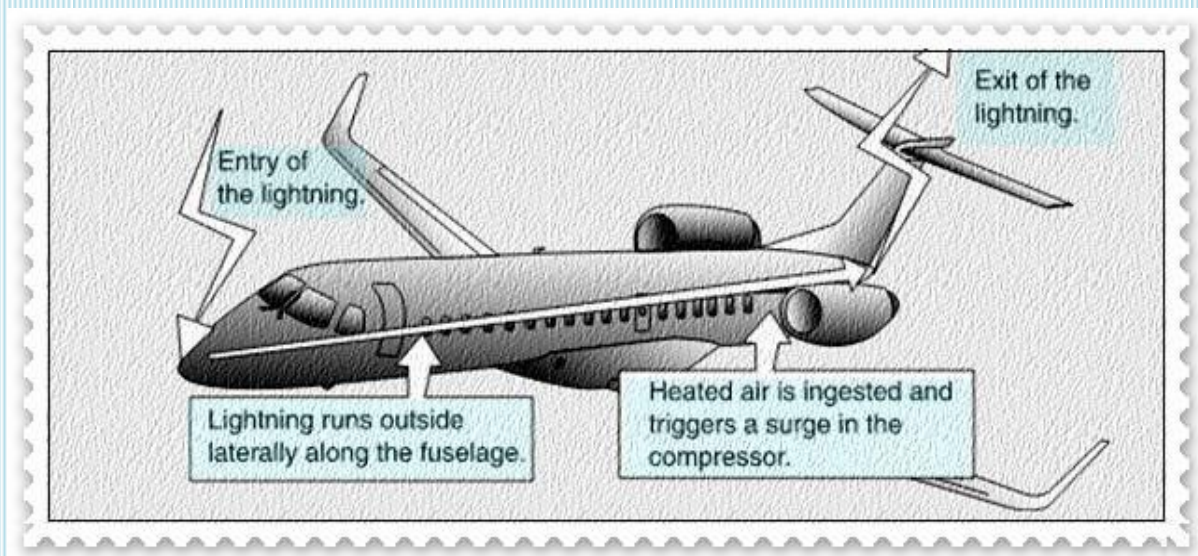 Entry of
the lightning.
Exit of the
lightning.
Lightning runs outside
laterally along the fuselage.
Heated air is ingested and
triggers a surge in the
compressor.